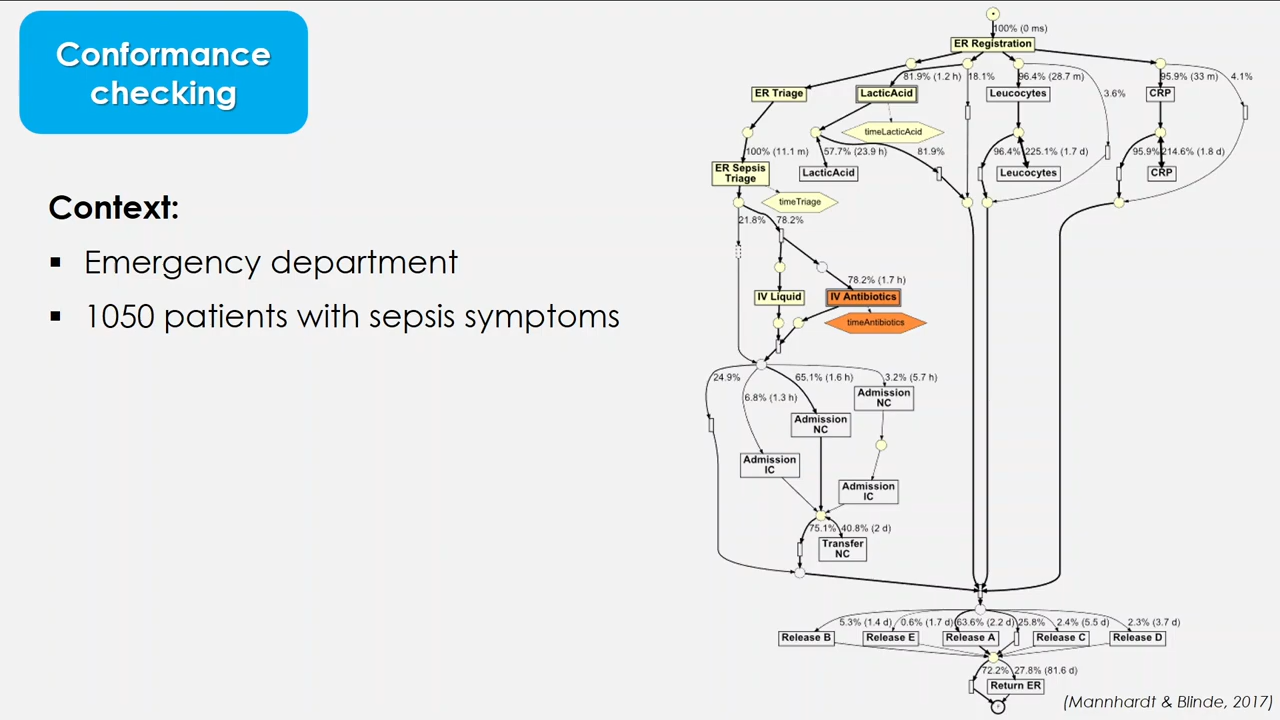 Conformance
checking
Context:
▪ Emergency department
▪ 1050 patients with sepsis symptoms
100% (0 ms)
ER Registration
81.9% (1.2 h) 18.1% 96.4% (28.7 m) 95.9% (33 m) 4.1%
ER Triage LacticAcid Leucocytes 3.6% CRP
timeLacticAcid
100% (11.1 m) 57.7% (23.9 h) 81.9% 96.4% 225.1% (1.7 d) 95.9% 214.6% (1.8 d)
ER Sepsis
Triage
LacticAcid Leucocytes CRP
timeTriage
21.8% 78.2%
78.2% (1.7 h)
IV Liquid IV Antibiotics
timeAntibiotics
24.9% 65.1% (1.6 h) 3.2% (5.7 h)
6.8% (1.3 h)
Admission
NC
Admission
NC
Admission
IC
Admission
IC
75.1% 40.8% (2 d)
Transfer
NC
5.3% (1.4 d) 0.6% (1.7 d) 63.6% (2.2 d) 25.8% 2.4% (5.5 d) 2.3% (3.7 d)
Release B Release E Release A Release C Release D
72.2% 27.8% (81.6 d)
Return ER
(Mannhardt & Blinde, 2017)